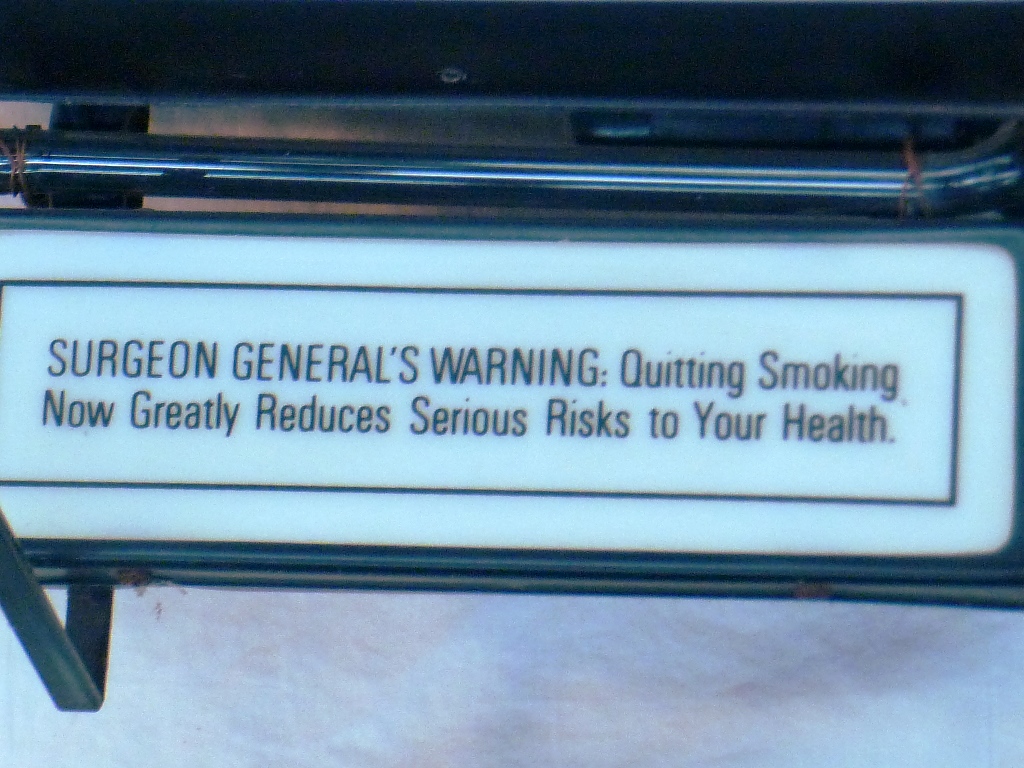 SURGEON GENERAL'S WARNING: Quitting Smoking
Now Greatly Reduces Serious Risks to Your Health.